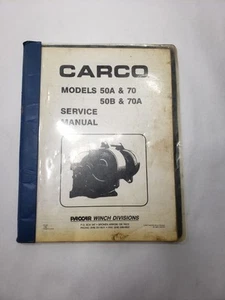 CARCO
MODELS 50A & 70
50B & 70A
SERVICE
MANUAL
PACCAR WINCH DIVISIONS